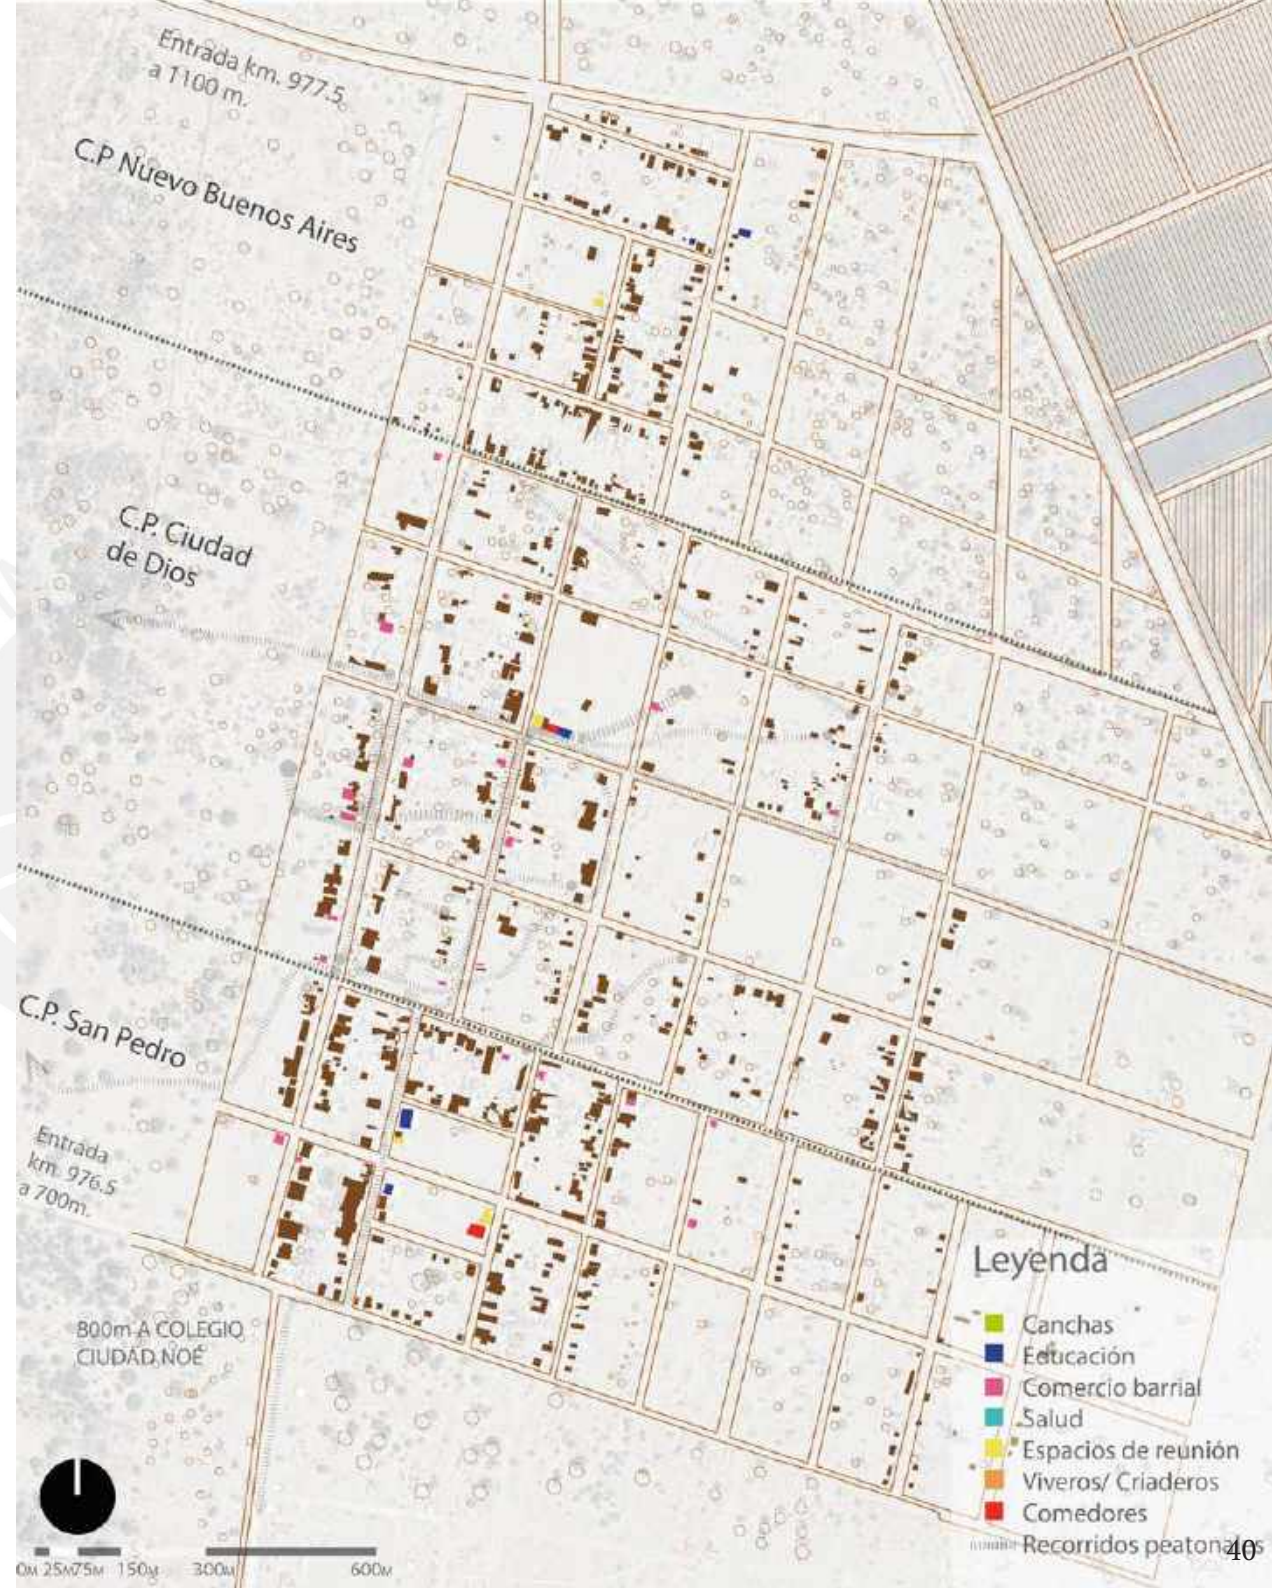 Entrada km. 977.5
a 1100 m.
C.P Nuevo Buenos Aires
C.P. Ciudad
de Dios
C.P. San Pedro
Entrada
km. 976.5
a 700m.
800m A COLEGIO
CIUDAD NOÉ
Leyenda
Canchas
Educación
Comercio barrial
Salud
Espacios de reunión
Viveros/ Criaderos
Comedores
Recorridos peatonales
40
0M 25M 75M 150M 300M 600M